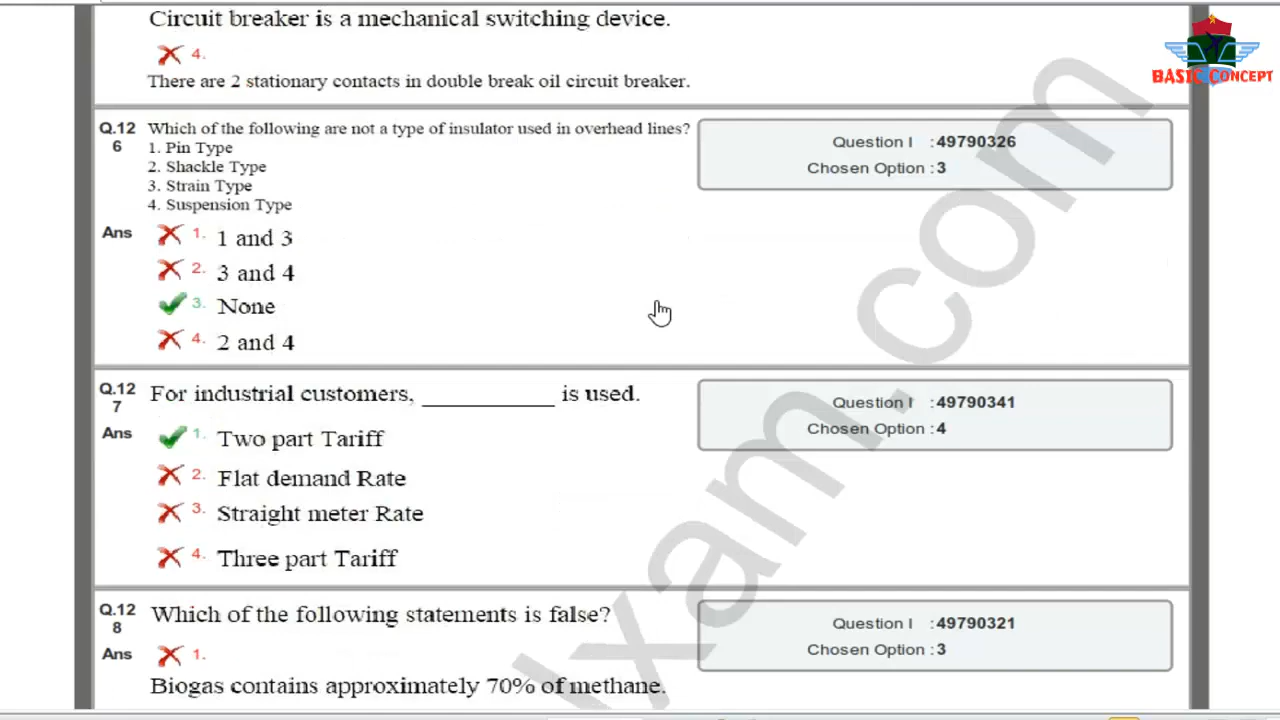 Circuit breaker is a mechanical switching device.
4.
There are 2 stationary contacts in double break oil circuit breaker.
BASIC CONCEPT
Q.12
6
Which of the following are not a type of insulator used in overhead lines?
1. Pin Type
2. Shackle Type
3. Strain Type
4. Suspension Type
Question I : 49790326
Chosen Option : 3
Ans
1. 1 and 3
2. 3 and 4
3. None
4. 2 and 4
Q.12
7
For industrial customers, __________ is used.
Question I : 49790341
Chosen Option : 4
Ans
1. Two part Tariff
2. Flat demand Rate
3. Straight meter Rate
4. Three part Tariff
Q.12
8
Which of the following statements is false?
Question I : 49790321
Chosen Option : 3
Ans
1.
Biogas contains approximately 70% of methane.